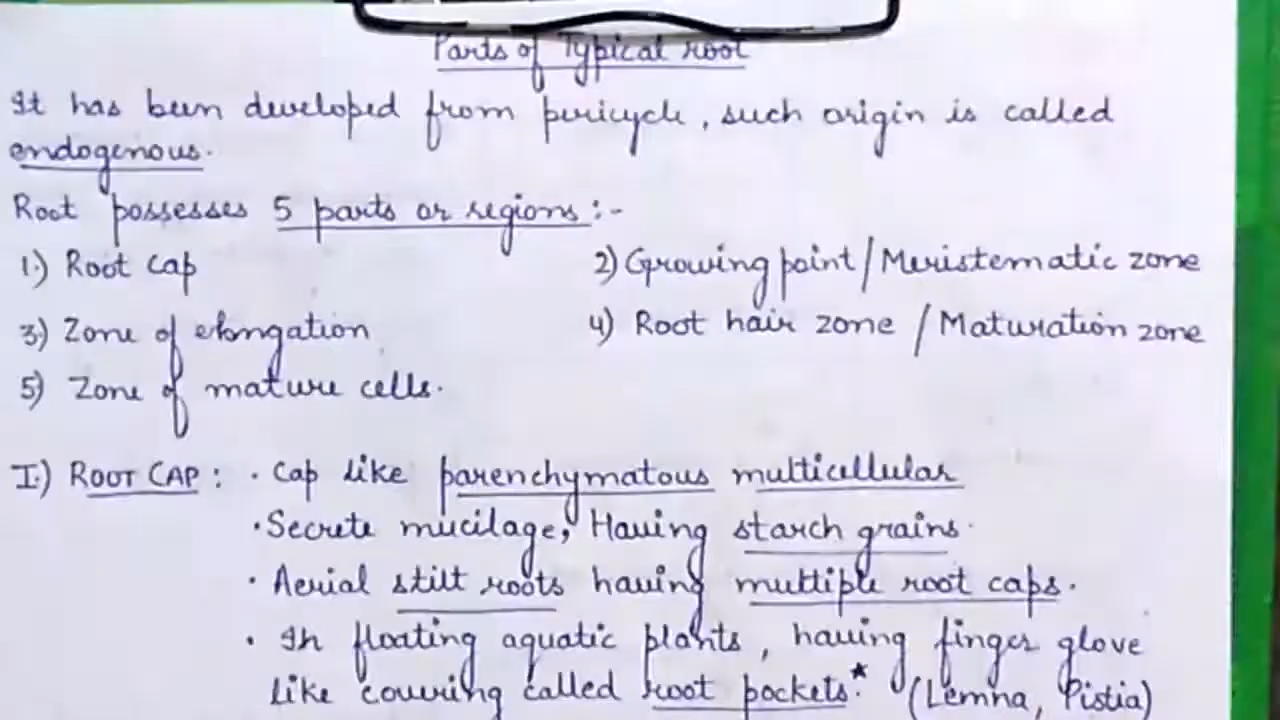 Parts of Typical root
It has been developed from pericycle, such origin is called
endogenous.
Root possesses 5 parts or regions :-
1.) Root cap
2) Growing point / Meristematic zone
3) Zone of elongation
4) Root hair zone / Maturation zone
5) Zone of mature cells.
I.) ROOT CAP : · Cap like parenchymatous multicellular
· Secrete mucilage, Having starch grains.
· Aerial stilt roots having multiple root caps.
· In floating aquatic plants, having finger glove
like covering called root pockets.* (Lemna, Pistia)